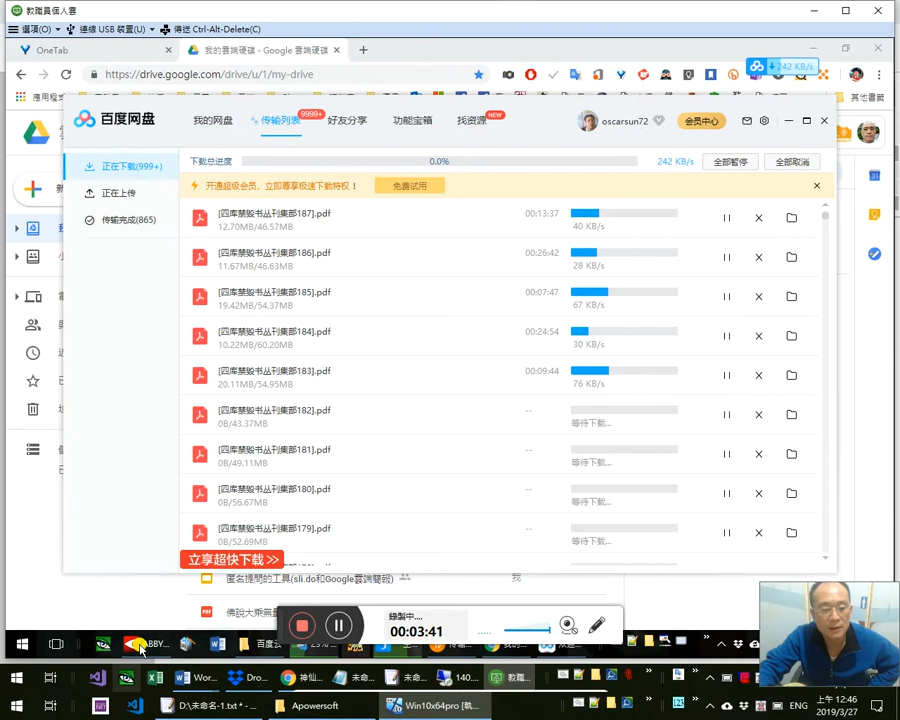 教職員個人雲
選項(O) 連線 USB 裝置(U) 傳送 Ctrl-Alt-Delete(C)
OneTab
我的雲端硬碟 - Google 雲端硬碟
https://drive.google.com/drive/u/1/my-drive
242 KB/s
應用程
其他書籤
百度网盘
我的网盘
传输列表
9999+
好友分享
功能宝箱
找资源
NEW
oscarsun72
会员中心
正在下载(999+)
正在上传
传输完成(865)
下载总进度
0.0%
242 KB/s
全部暂停
全部取消
开通超级会员，立即尊享极速下载特权！
免费试用
[四库禁毁书丛刊集部187].pdf
12.70MB/46.57MB
00:13:37
40 KB/s
[四库禁毁书丛刊集部186].pdf
11.67MB/46.63MB
00:26:42
28 KB/s
[四库禁毁书丛刊集部185].pdf
19.42MB/54.37MB
00:07:47
67 KB/s
[四库禁毁书丛刊集部184].pdf
10.22MB/60.20MB
00:24:54
30 KB/s
[四库禁毁书丛刊集部183].pdf
20.11MB/54.95MB
00:09:44
76 KB/s
[四库禁毁书丛刊集部182].pdf
0B/43.37MB
--
等待下载...
[四库禁毁书丛刊集部181].pdf
0B/49.11MB
--
等待下载...
[四库禁毁书丛刊集部180].pdf
0B/56.67MB
--
等待下载...
[四库禁毁书丛刊集部179].pdf
0B/52.69MB
--
等待下载...
立享超快下载 >>
匿名提問的工具(sli.do和Google雲端簡報)
我
佛說大乘無量
錄製中....
00:03:41
BBY...
百度云
Wor...
Dro...
神仙...
未命...
未命...
140...
教職...
D:\未命名-1.txt * - ...
Apowersoft
Win10x64pro [執...
ENG
上午 12:46
2019/3/27